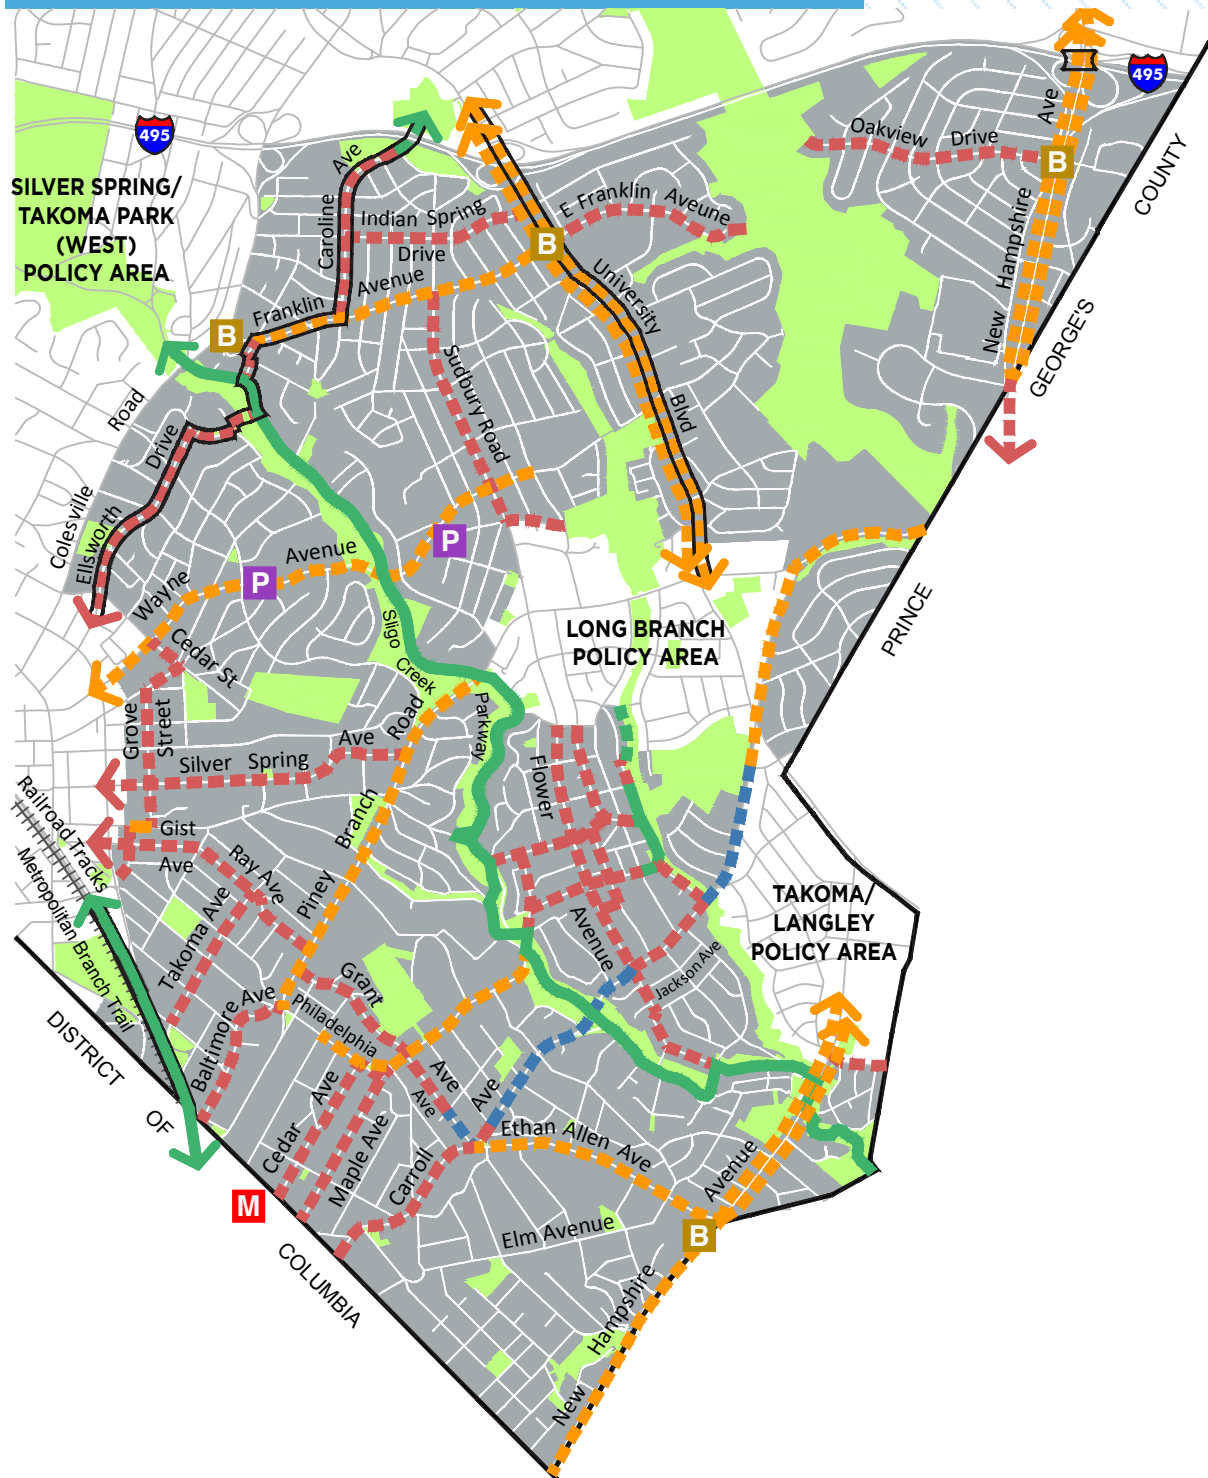 495
495
Ave
Oakview Drive
B
COUNTY
SILVER SPRING/
TAKOMA PARK
(WEST)
POLICY AREA
Ave
Caroline
Indian Spring
Drive
E Franklin Aveune
B
New Hampshire
Franklin Avenue
B
University
Blvd
GEORGE'S
Road
Colesville
Drive
Ellsworth
Sudbury Road
P
Avenue
Wayne
P
PRINCE
Cedar St
Sligo Creek
Parkway
LONG BRANCH
POLICY AREA
Grove
Street
Silver Spring Ave
Road
Branch
Piney
Flower
Avenue
Railroad Tracks
Metropolitan Branch Trail
Gist
Ave
Ray Ave
Takoma Ave
TAKOMA/
LANGLEY
POLICY AREA
Jackson Ave
Grant
Ave
Philadelphia
Ave
Baltimore Ave
DISTRICT
OF
COLUMBIA
Cedar
Ave
Maple Ave
Carroll
Ave
Ethan Allen Ave
M
Elm Avenue
B
Avenue
Hampshire
New